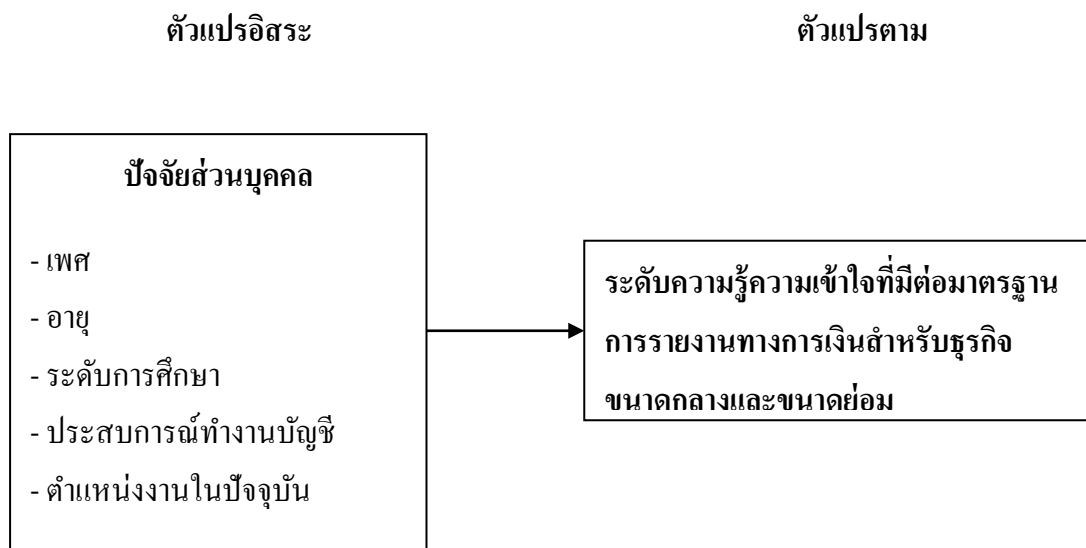 ตัวแปรอิสระ
ตัวแปรตาม
ปัจจัยส่วนบุคคล
- เพศ
- อายุ
- ระดับการศึกษา
- ประสบการณ์ทำงานบัญชี
- ตำแหน่งงานในปัจจุบัน
ระดับความรู้ความเข้าใจที่มีต่อมาตรฐาน
การรายงานทางการเงินสำหรับธุรกิจ
ขนาดกลางและขนาดย่อม